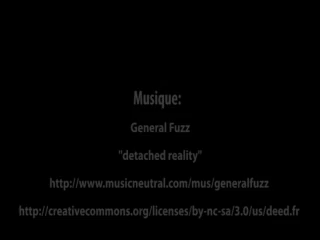 Musique:
General Fuzz
"detached reality"
http://www.musicneutral.com/mus/generalfuzz
http://creativecommons.org/licenses/by-nc-sa/3.0/us/deed.fr